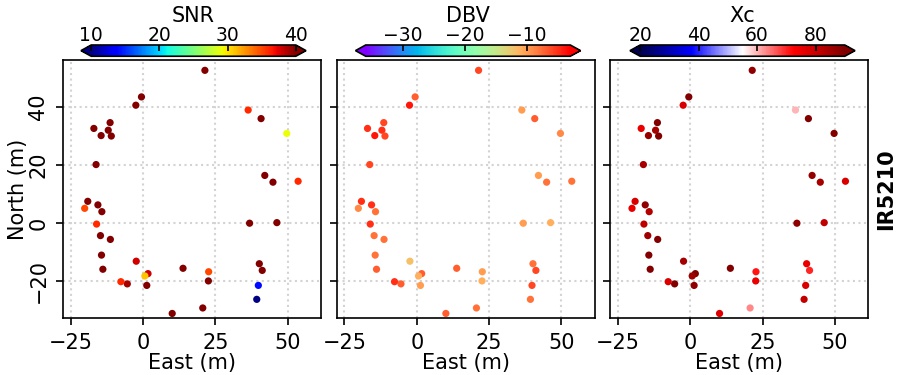 SNR DBV Xc
10 20 30 40 −30 −20 −10 20 40 60 80
North (m)
40
20
0
−20
IR5210
−25 0 25 50 −25 0 25 50 −25 0 25 50
East (m) East (m) East (m)